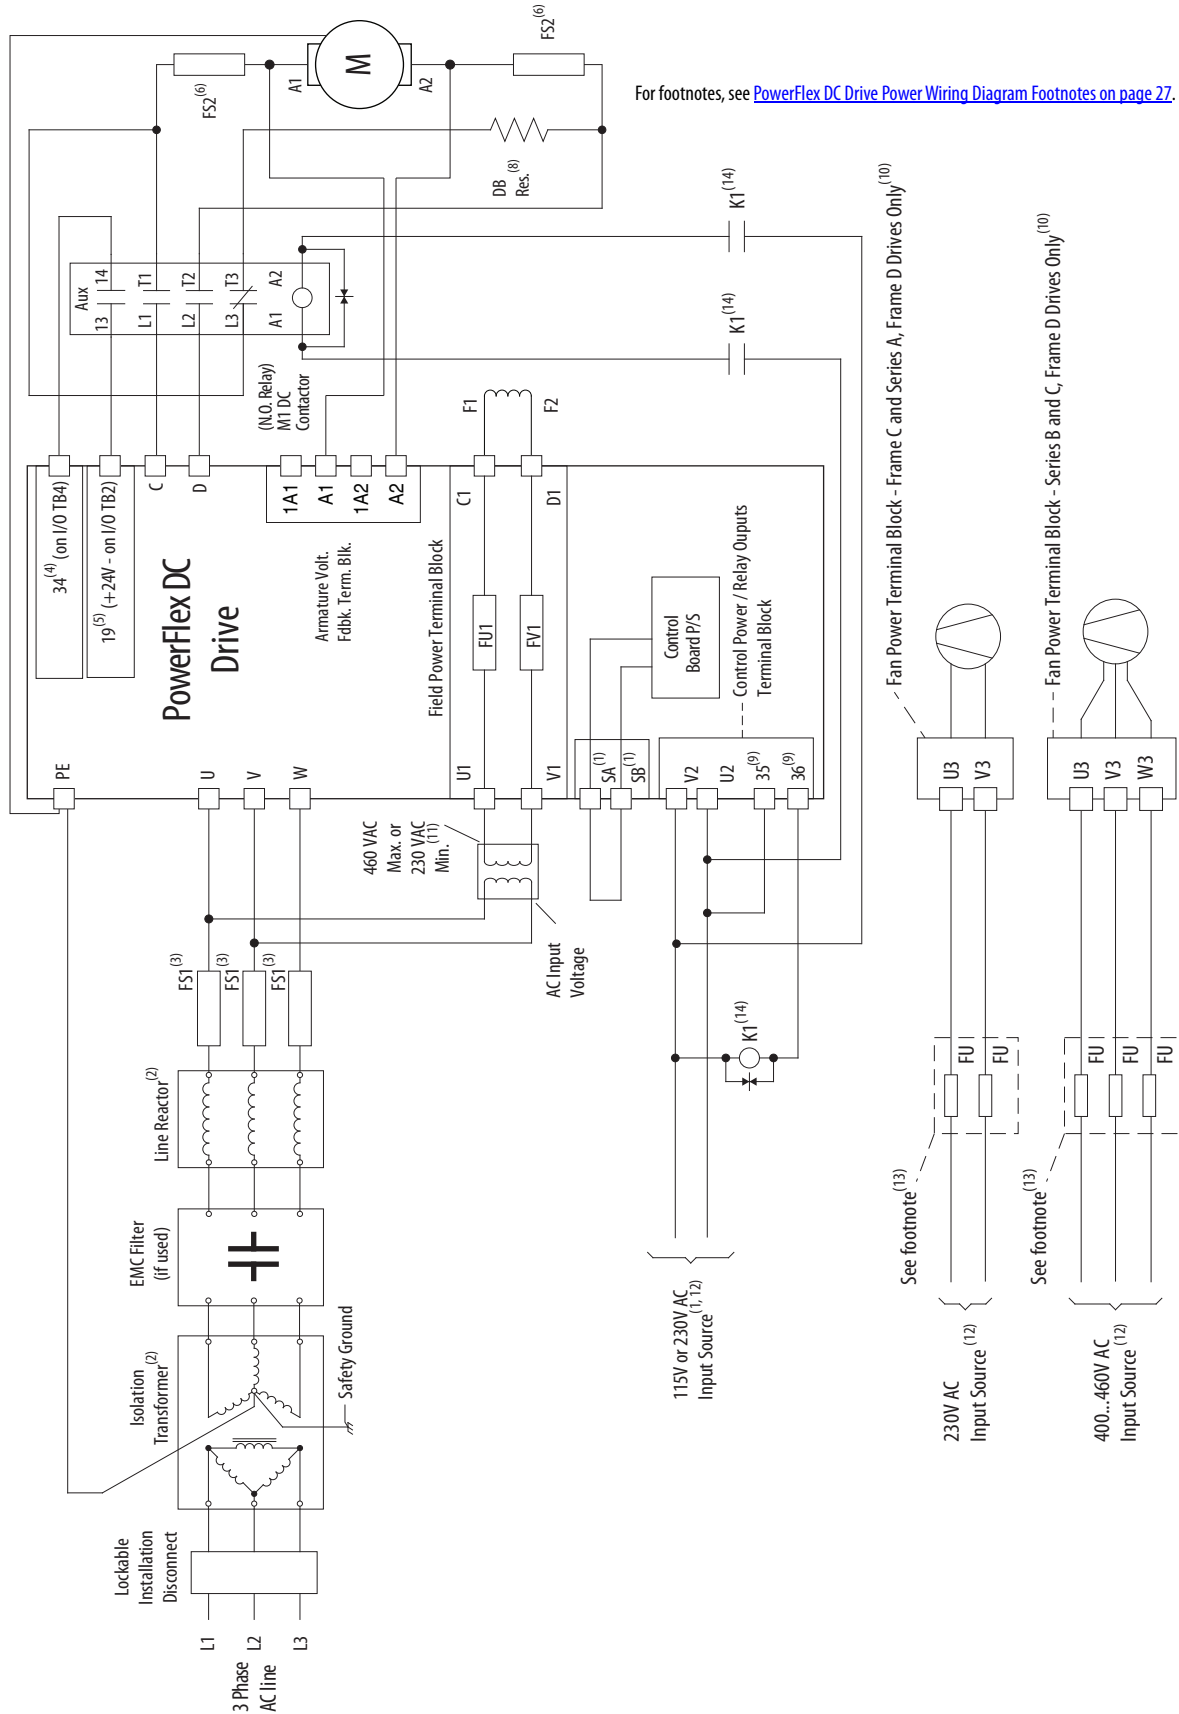 For footnotes, see PowerFlex DC Drive Power Wiring Diagram Footnotes on page 27.
3 Phase
AC line
L1
L2
L3
Lockable
Installation
Disconnect
Isolation
Transformer(2)
Safety Ground
EMC Filter
(if used)
Line Reactor(2)
FS1(3)
FS1(3)
FS1(3)
AC Input
Voltage
460 VAC
Max. or
230 VAC
Min. (11)
PE
U
V
W
U1
V1
SA(1)
SB(1)
V2
U2
35(9)
36(9)
PowerFlex DC
Drive
34(4) (on I/O TB4)
19(5) (+24V - on I/O TB2)
C
D
1A1
A1
1A2
A2
Armature Volt.
Fdbk. Term. Blk.
Field Power Terminal Block
FU1
FV1
C1
D1
F1
F2
Control
Board P/S
Control Power / Relay Ouputs
Terminal Block
(N.O. Relay)
M1 DC
Contactor
Aux
13
14
L1
T1
L2
T2
L3
T3
A1
A2
FS2(6)
A1
M
A2
FS2(6)
DB
Res. (8)
K1(14)
K1(14)
K1(14)
115V or 230V AC
Input Source (1, 12)
230V AC
Input Source (12)
See footnote(13)
FU
FU
U3
V3
Fan Power Terminal Block - Frame C and Series A, Frame D Drives Only(10)
400...460V AC
Input Source (12)
See footnote(13)
FU
FU
FU
U3
V3
W3
Fan Power Terminal Block - Series B and C, Frame D Drives Only(10)